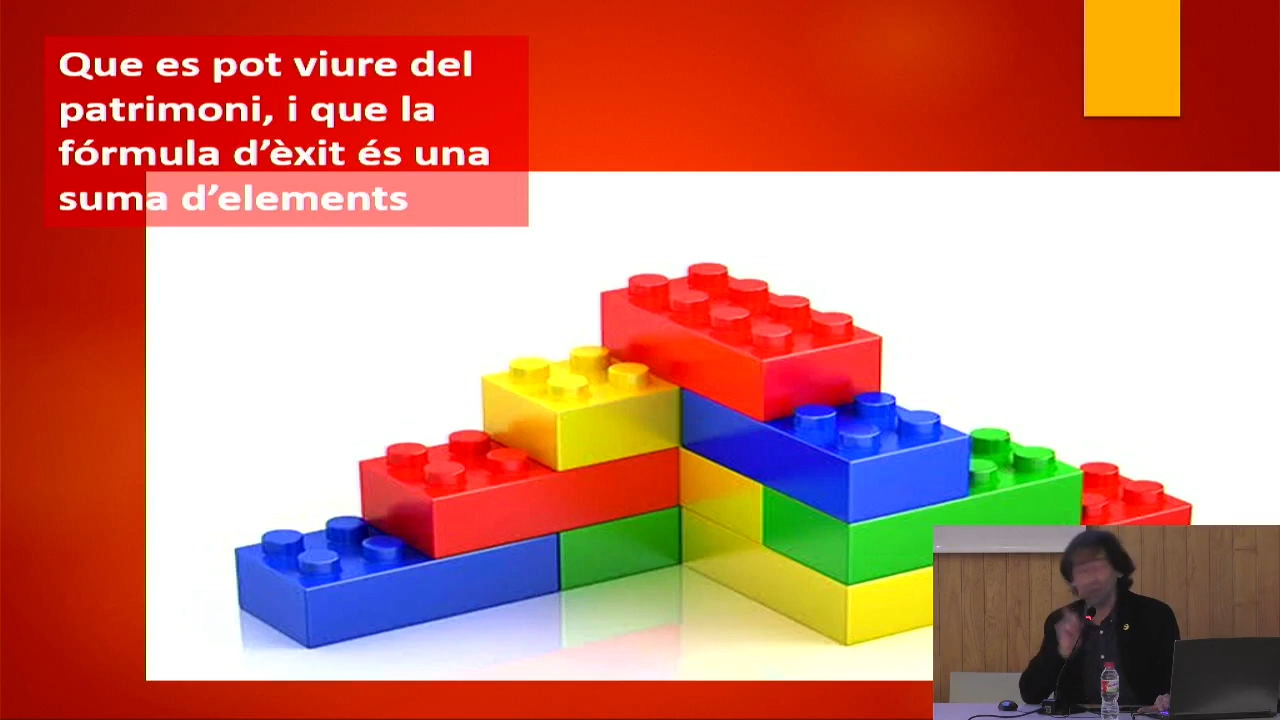 Que es pot viure del
patrimoni, i que la
fórmula d'èxit és una
suma d'elements